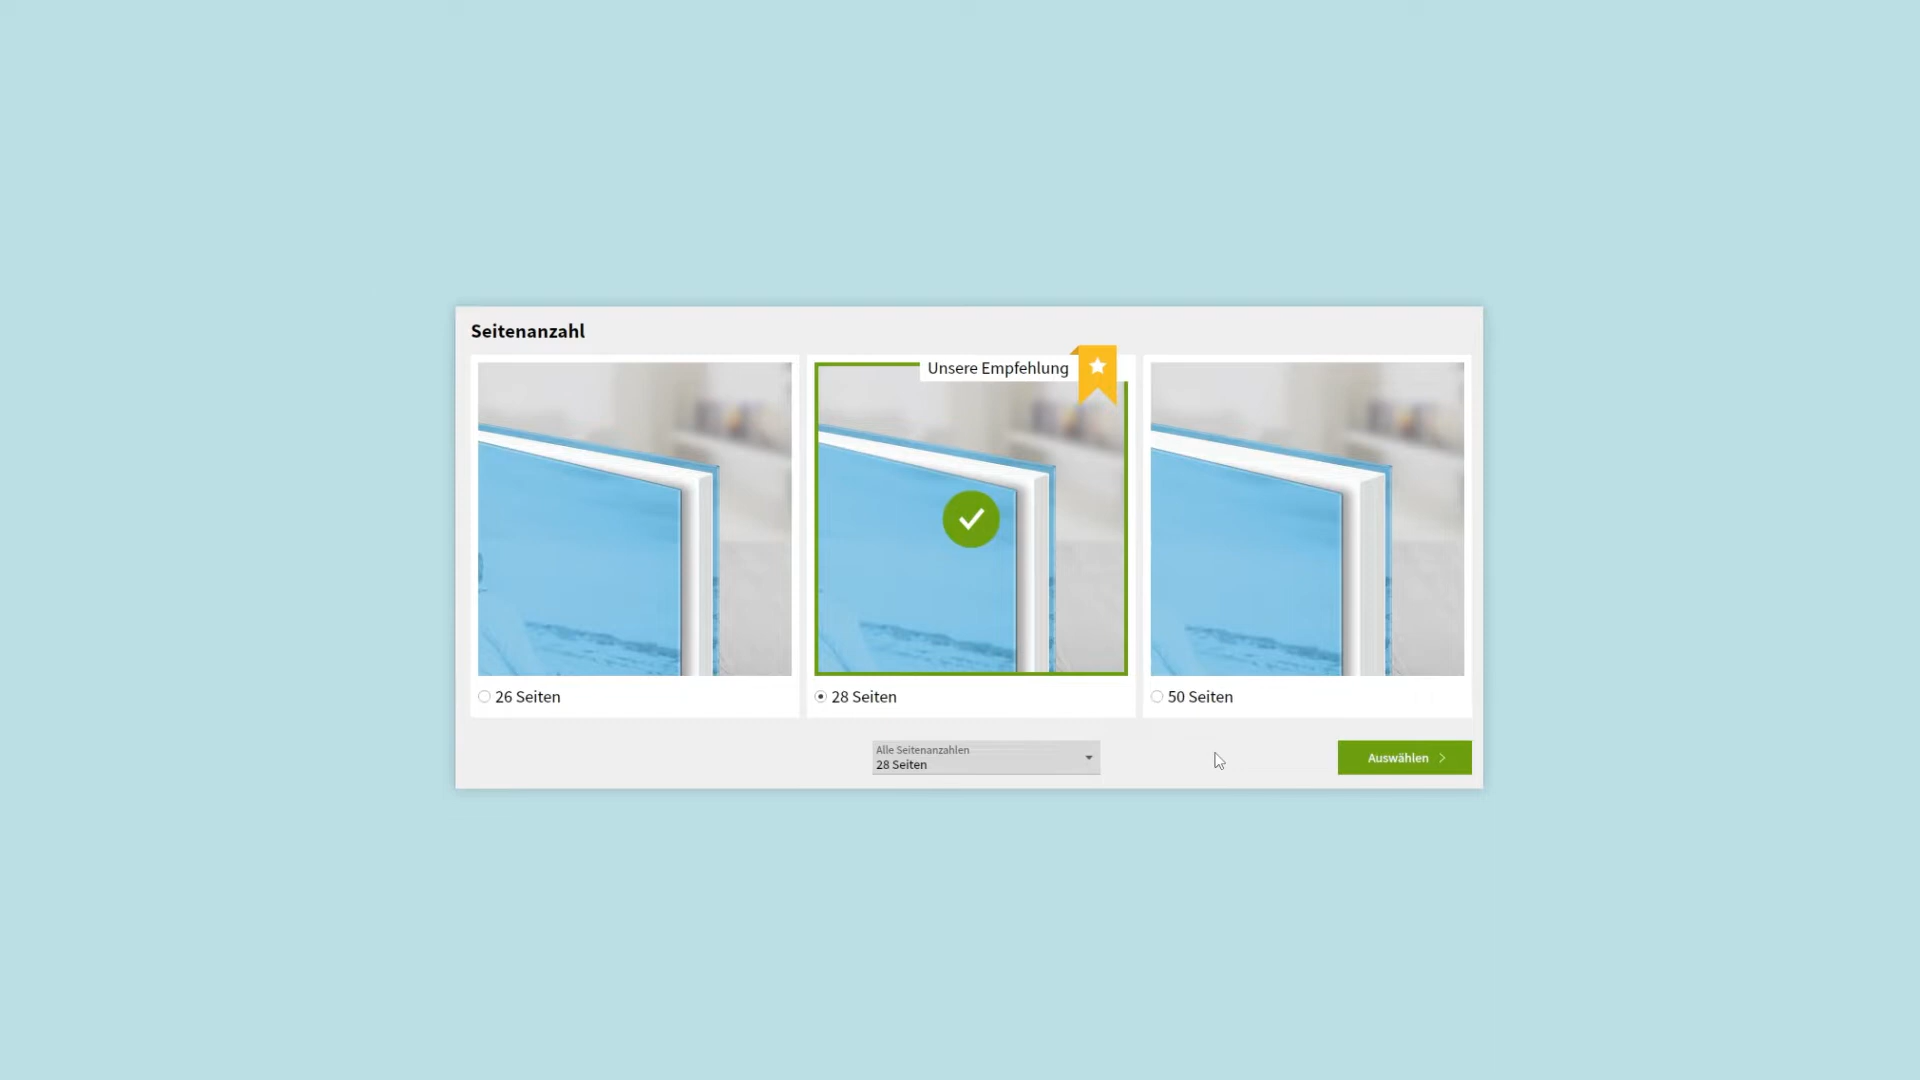 Seitenanzahl
Unsere Empfehlung
26 Seiten
28 Seiten
50 Seiten
Alle Seitenanzahlen
28 Seiten
Auswählen